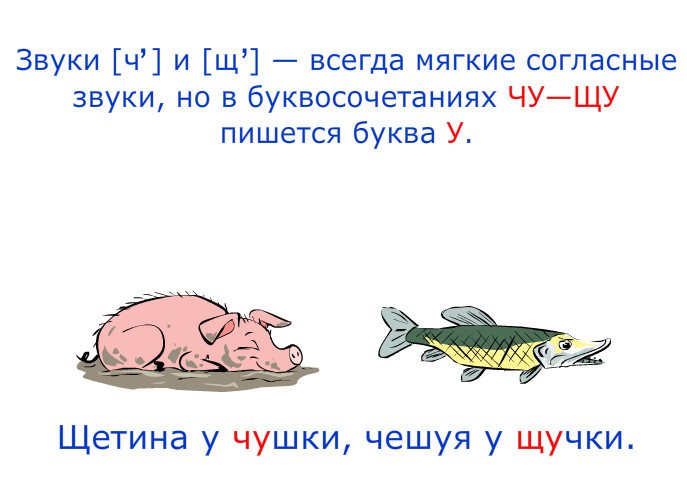 Звуки [ч’] и [щ’] — всегда мягкие согласные
звуки, но в буквосочетаниях ЧУ—ЩУ
пишется буква У.
Щетина у чушки, чешуя у щучки.